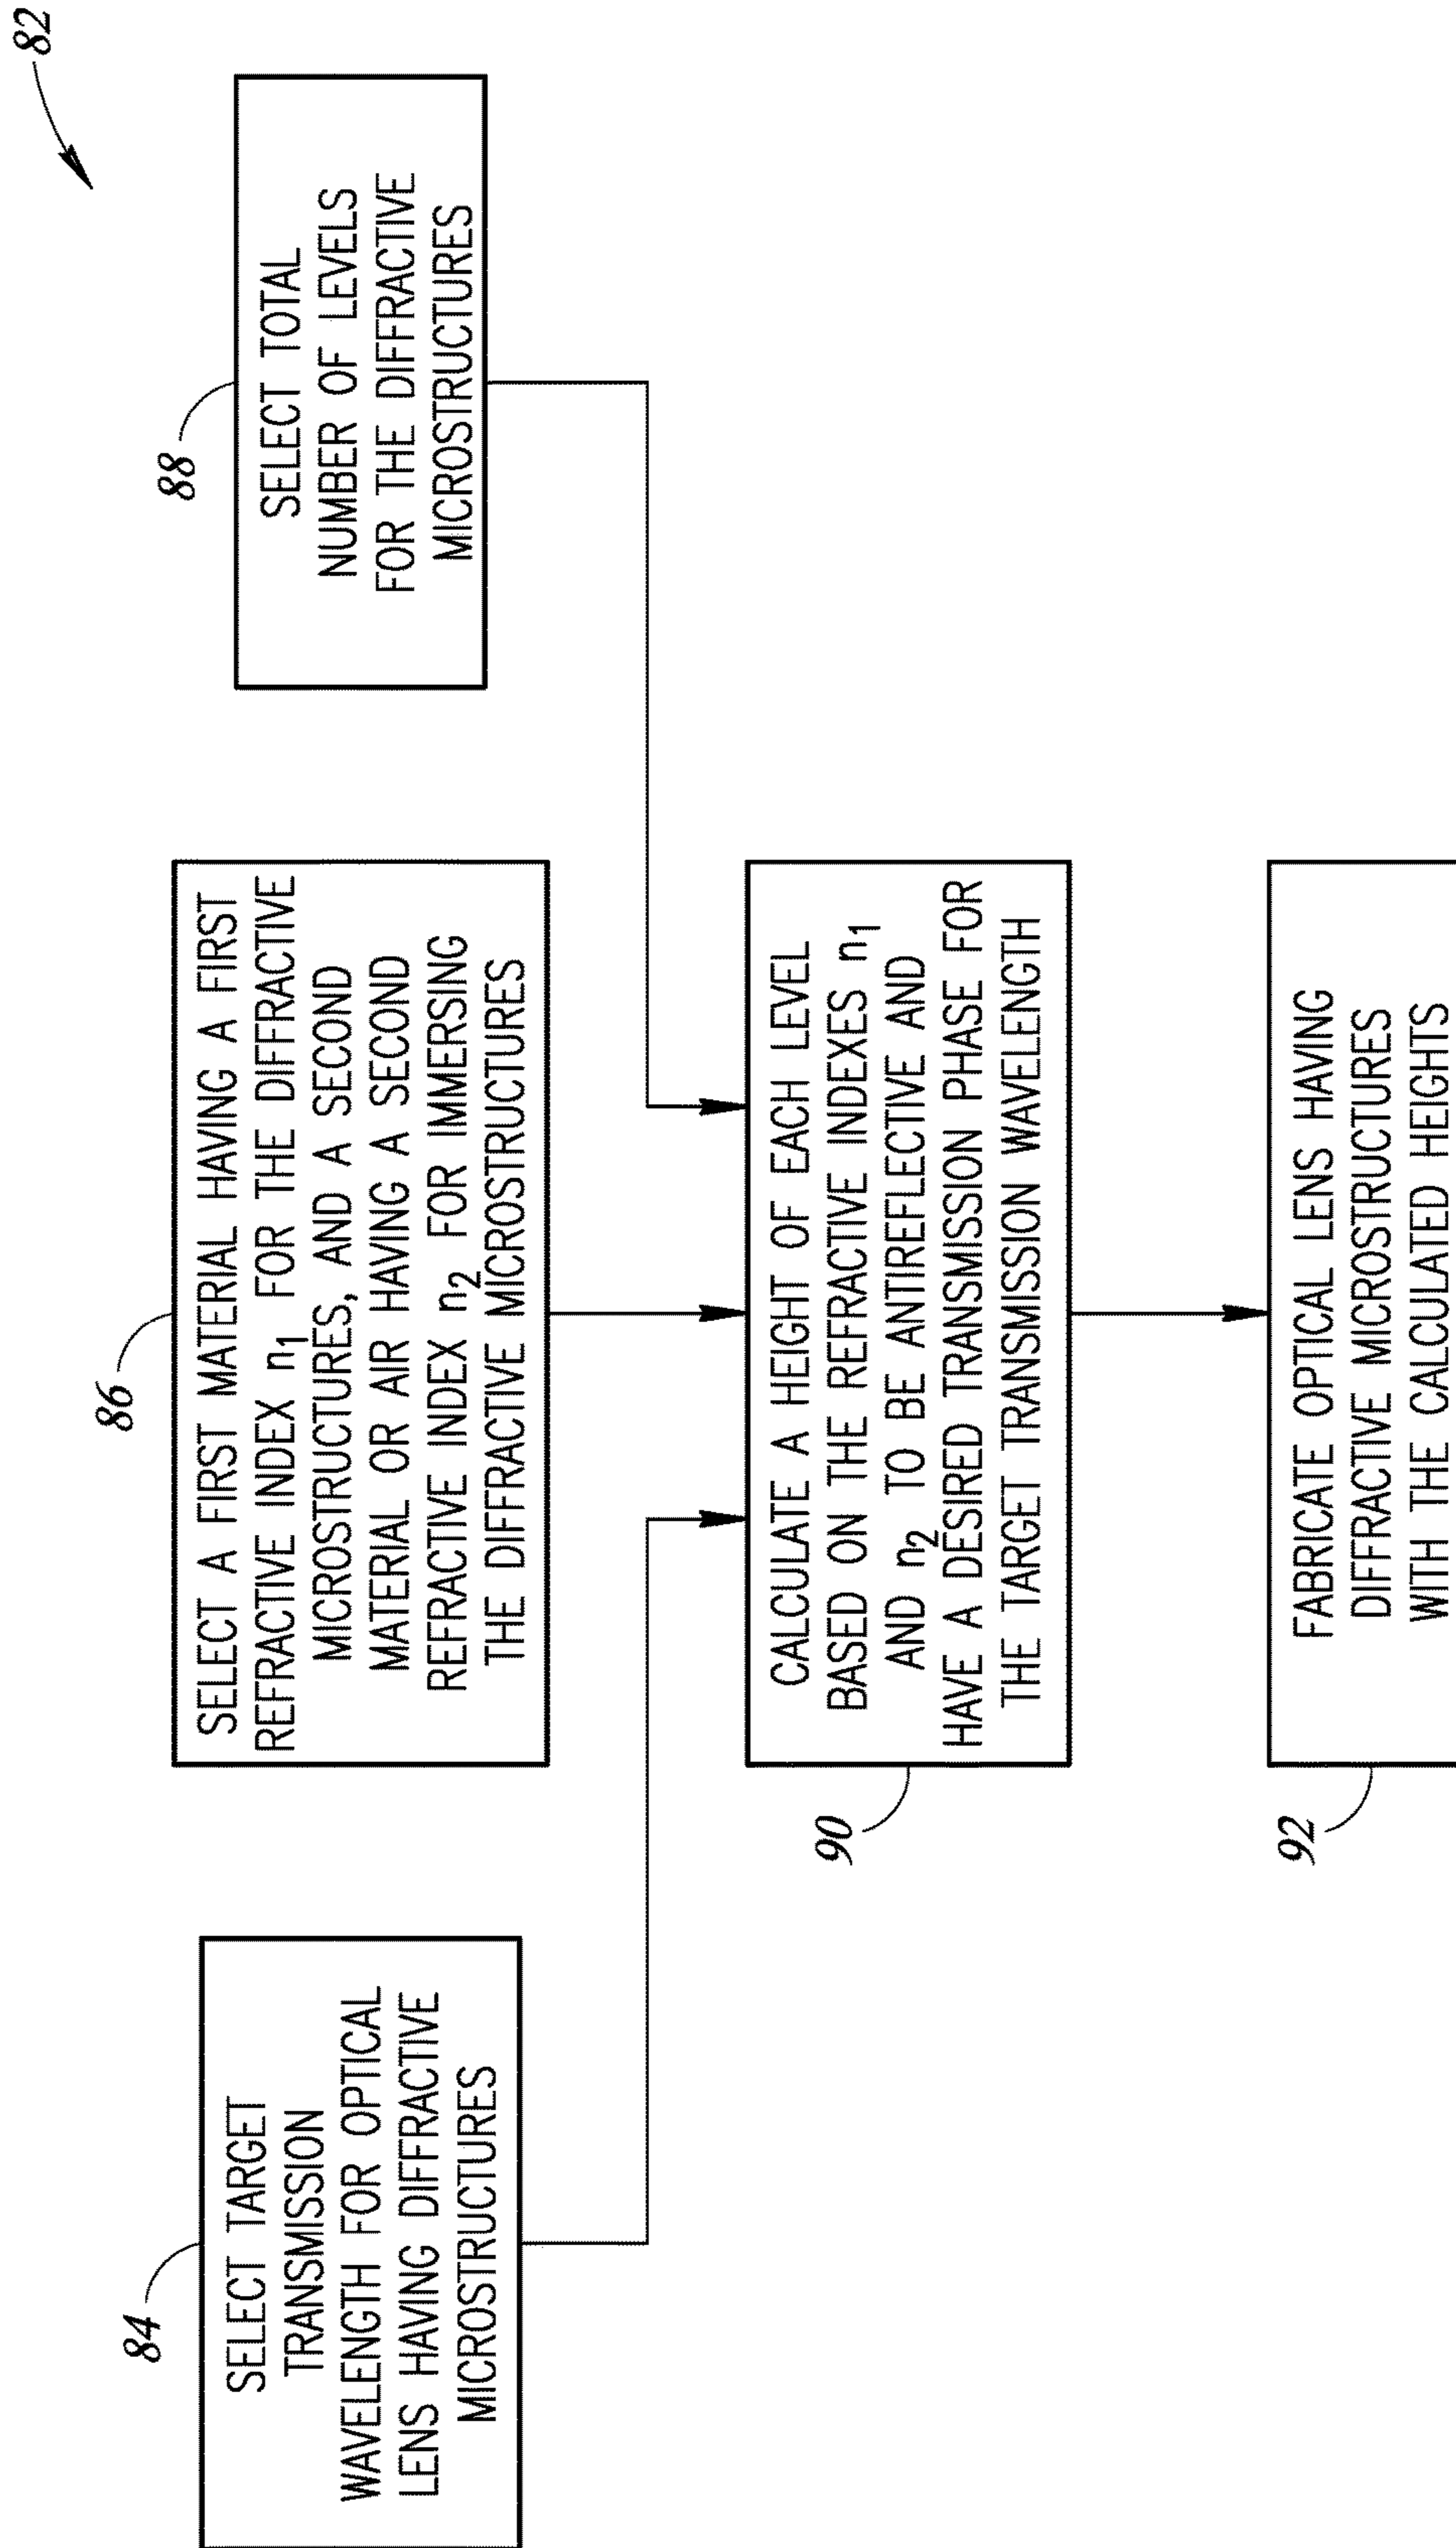 82
84
SELECT TARGET
TRANSMISSION
WAVELENGTH FOR OPTICAL
LENS HAVING DIFFRACTIVE
MICROSTRUCTURES
86
SELECT A FIRST MATERIAL HAVING A FIRST
REFRACTIVE INDEX n₁ FOR THE DIFFRACTIVE
MICROSTRUCTURES, AND A SECOND
MATERIAL OR AIR HAVING A SECOND
REFRACTIVE INDEX n₂ FOR IMMERSING
THE DIFFRACTIVE MICROSTRUCTURES
88
SELECT TOTAL
NUMBER OF LEVELS
FOR THE DIFFRACTIVE
MICROSTRUCTURES
90
CALCULATE A HEIGHT OF EACH LEVEL
BASED ON THE REFRACTIVE INDEXES n₁
AND n₂ TO BE ANTIREFLECTIVE AND
HAVE A DESIRED TRANSMISSION PHASE FOR
THE TARGET TRANSMISSION WAVELENGTH
92
FABRICATE OPTICAL LENS HAVING
DIFFRACTIVE MICROSTRUCTURES
WITH THE CALCULATED HEIGHTS